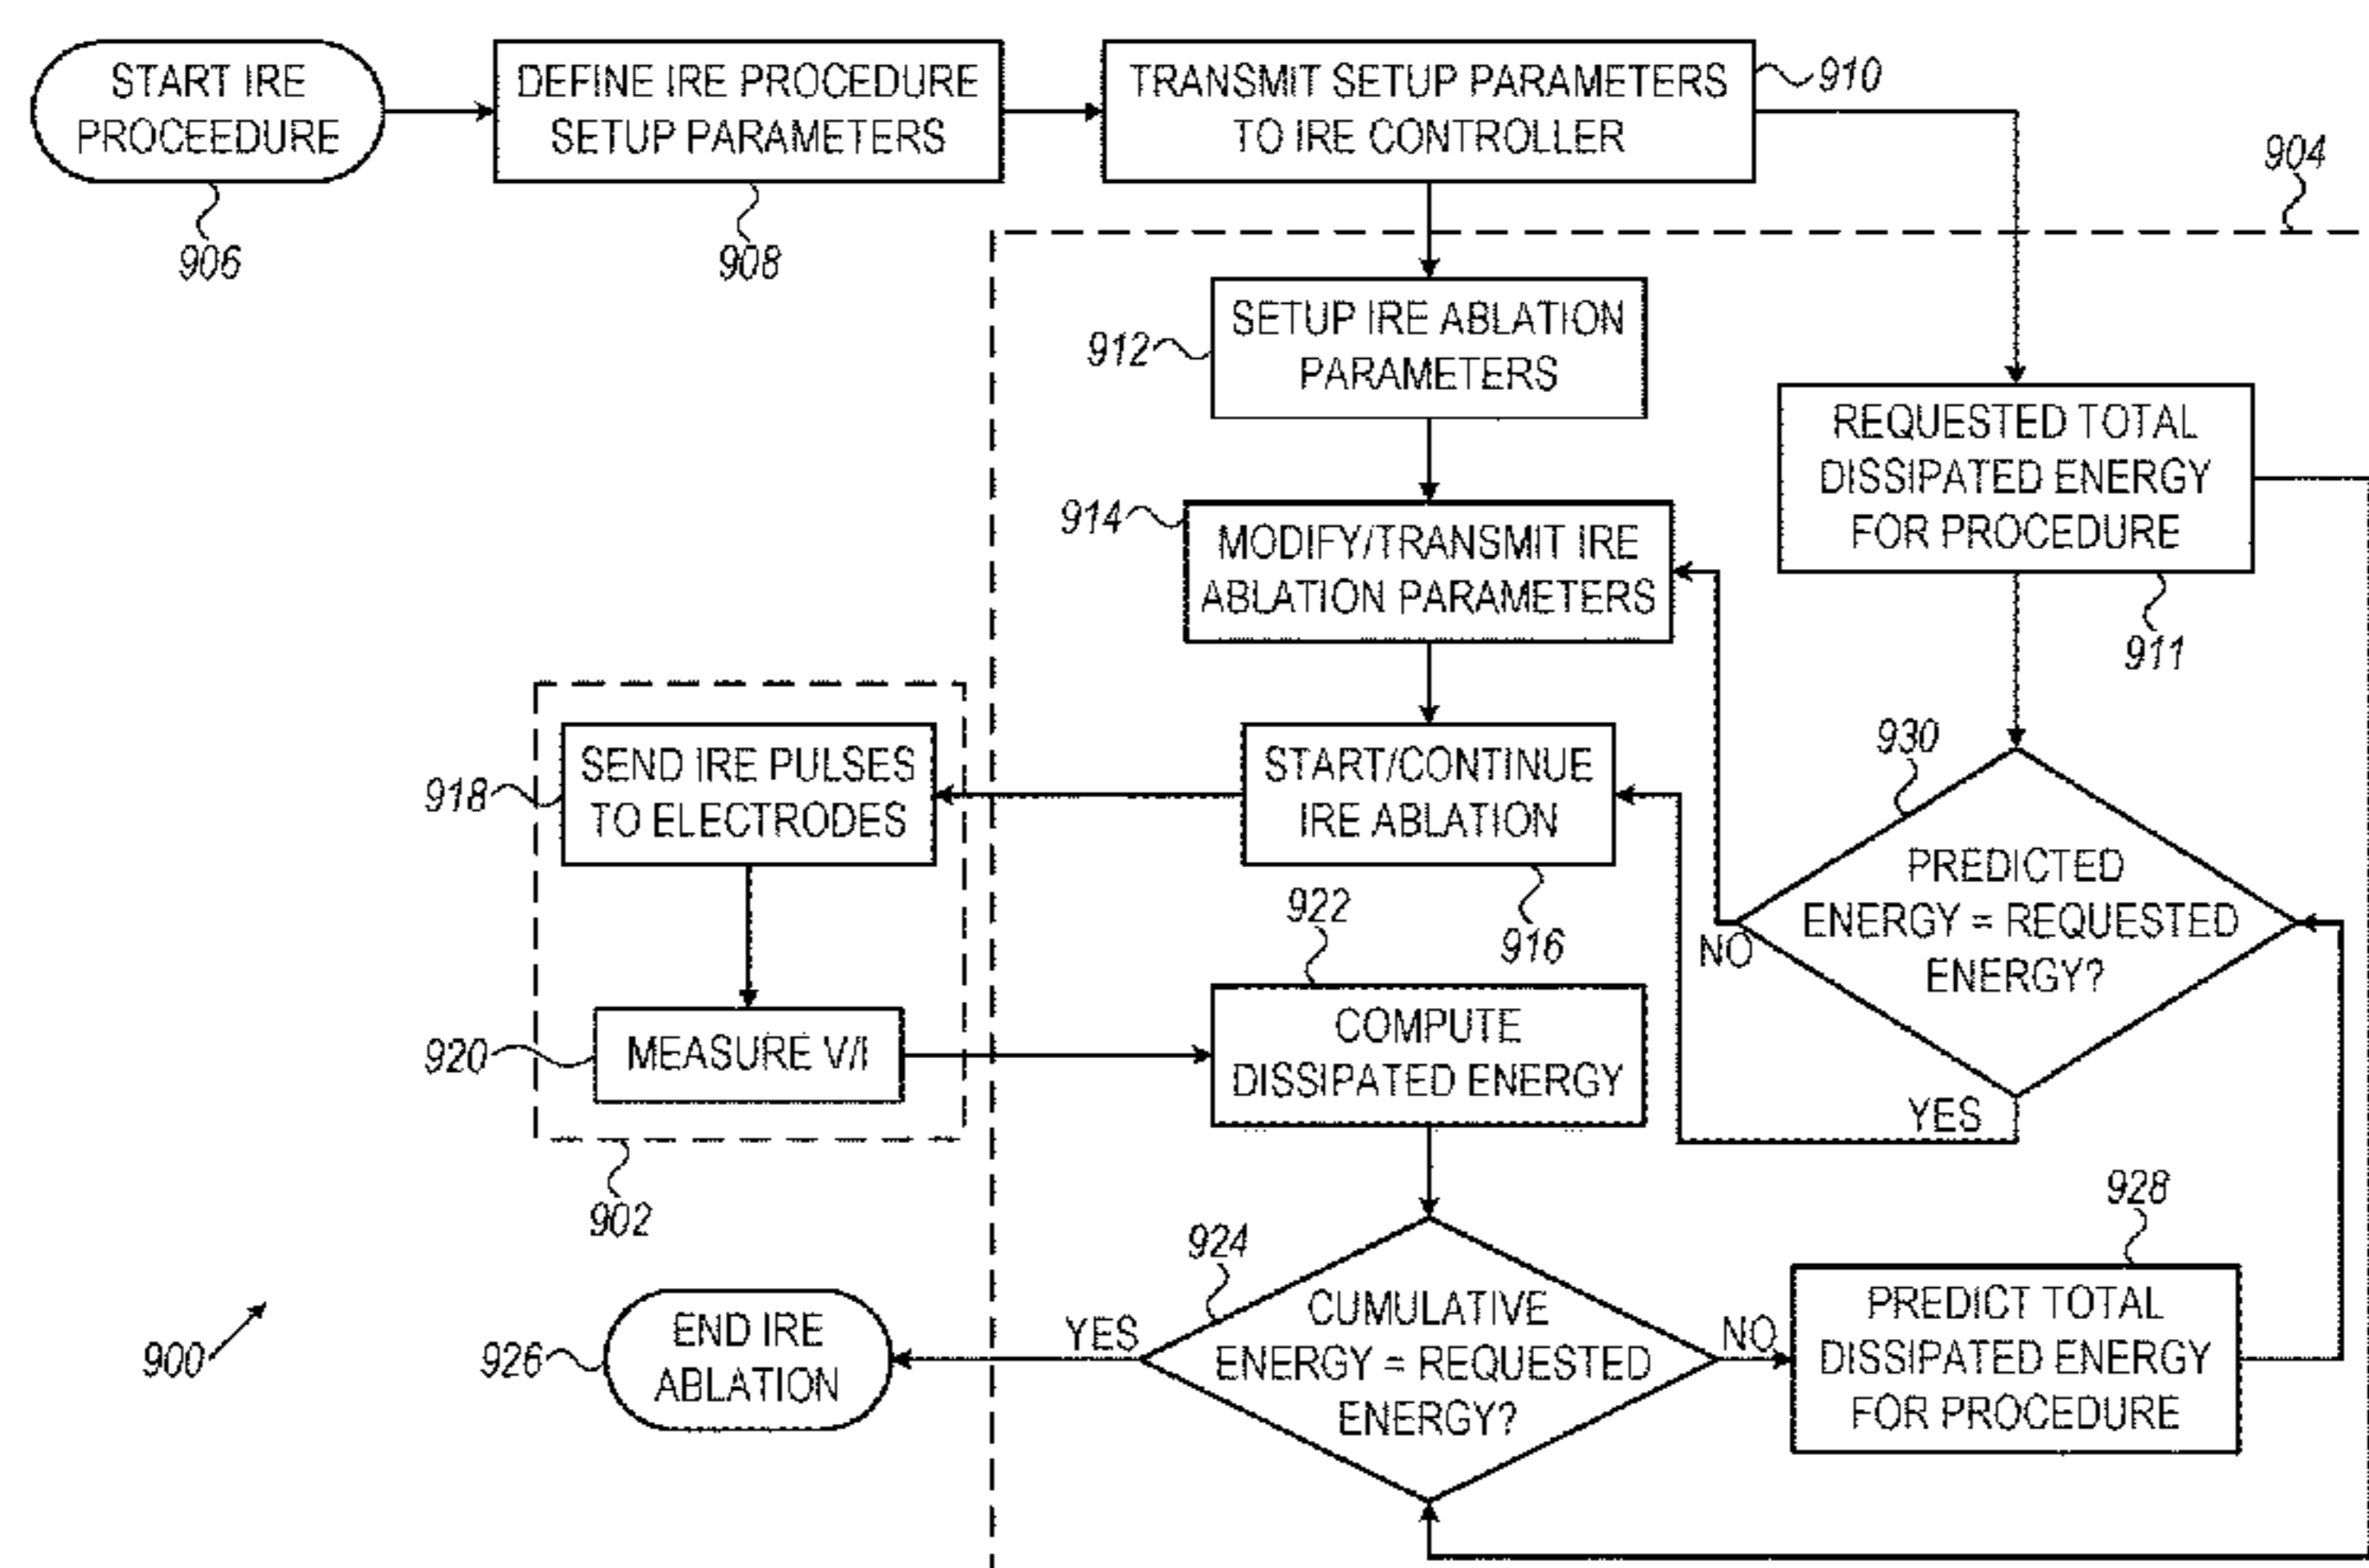 START IRE
PROCEEDURE
906
DEFINE IRE PROCEDURE
SETUP PARAMETERS
908
TRANSMIT SETUP PARAMETERS
TO IRE CONTROLLER
910
904
SETUP IRE ABLATION
PARAMETERS
912
REQUESTED TOTAL
DISSIPATED ENERGY
FOR PROCEDURE
911
914
MODIFY/TRANSMIT IRE
ABLATION PARAMETERS
918
SEND IRE PULSES
TO ELECTRODES
START/CONTINUE
IRE ABLATION
916
930
PREDICTED
ENERGY = REQUESTED
ENERGY?
NO
YES
920
MEASURE V/I
902
922
COMPUTE
DISSIPATED ENERGY
924
CUMULATIVE
ENERGY = REQUESTED
ENERGY?
YES
NO
928
PREDICT TOTAL
DISSIPATED ENERGY
FOR PROCEDURE
926
END IRE
ABLATION
900